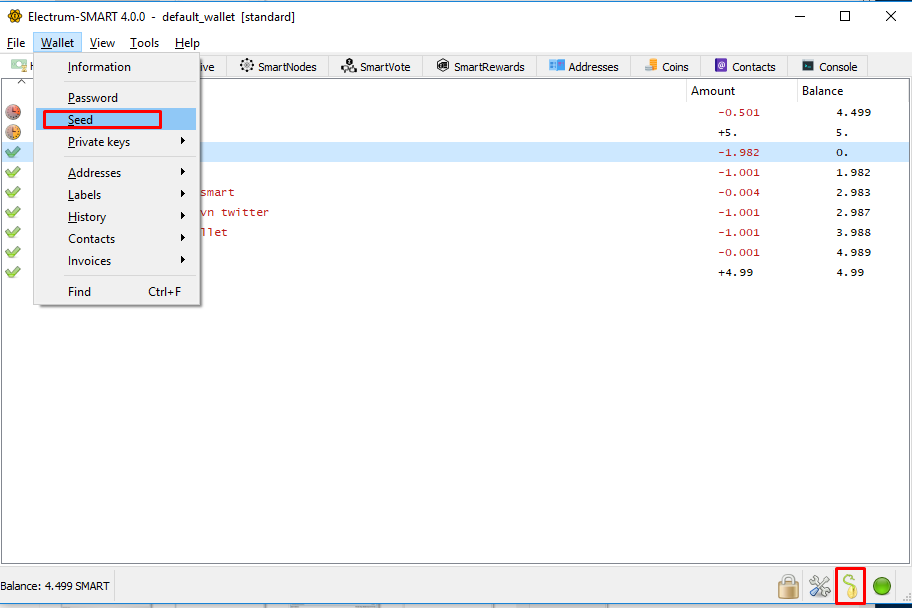 Electrum-SMART 4.0.0 - default_wallet [standard]
File Wallet View Tools Help
Information
Password
Seed
Private keys
Addresses
Labels
History
Contacts
Invoices
Find Ctrl+F
ive SmartNodes SmartVote SmartRewards Addresses Coins Contacts Console
Amount Balance
-0.501 4.499
+5. 5.
-1.982 0.
-1.001 1.982
smart -0.004 2.983
vn twitter -1.001 2.987
llet -1.001 3.988
-0.001 4.989
+4.99 4.99
Balance: 4.499 SMART